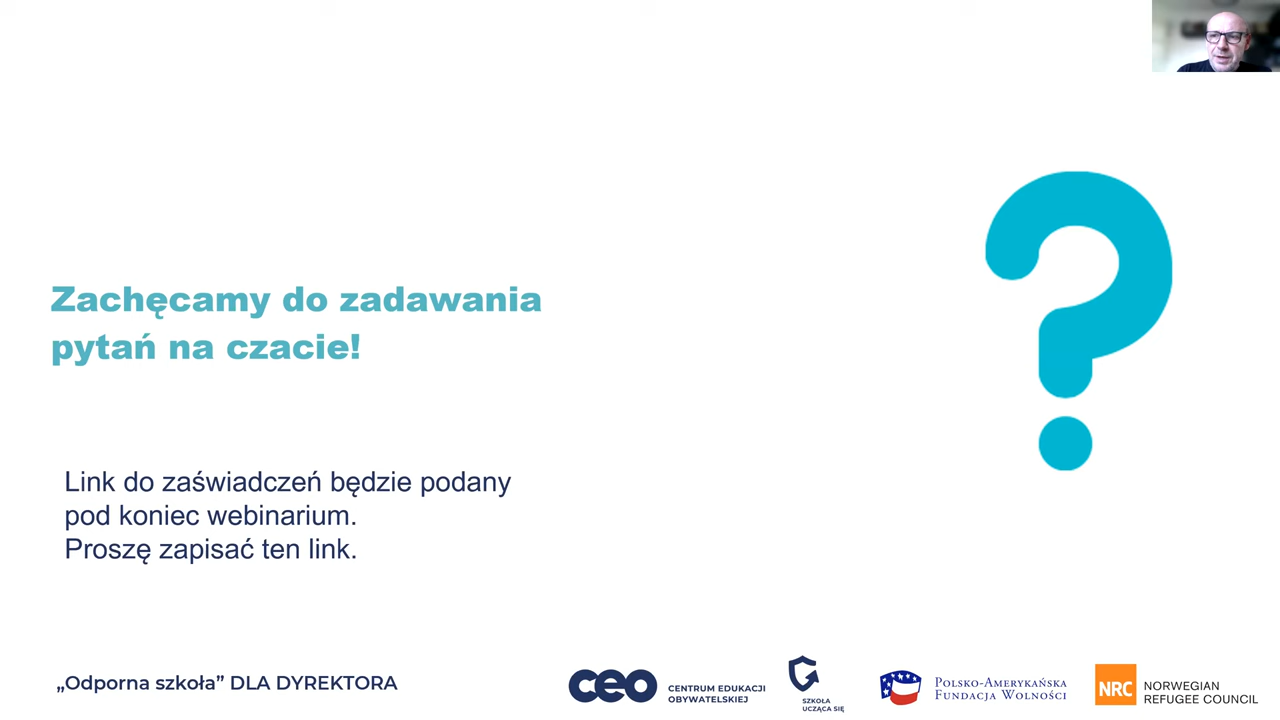 Zachęcamy do zadawania
pytań na czacie!
?
Link do zaświadczeń będzie podany
pod koniec webinarium.
Proszę zapisać ten link.
„Odporna szkoła” DLA DYREKTORA
ceo
CENTRUM EDUKACJI
OBYWATELSKIEJ
SZKOŁA
UCZĄCA SIĘ
POLSKO-AMERYKAŃSKA
FUNDACJA WOLNOŚCI
NRC
NORWEGIAN
REFUGEE COUNCIL